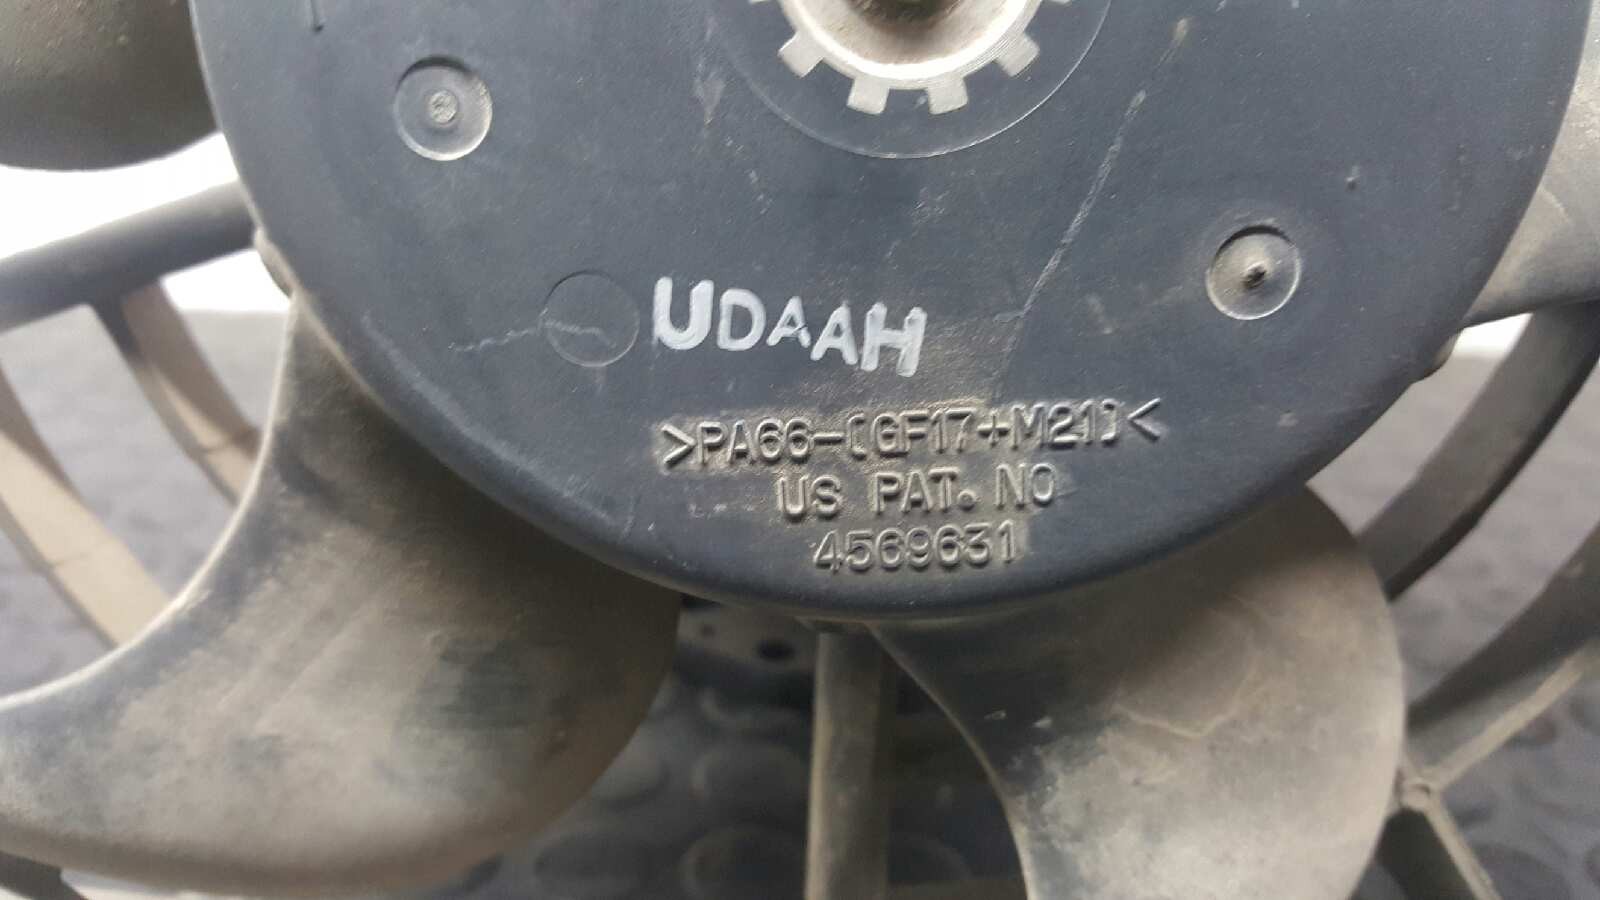 UDAAH
>PA66-[GF17+M21]<
US PAT. NO
4569631